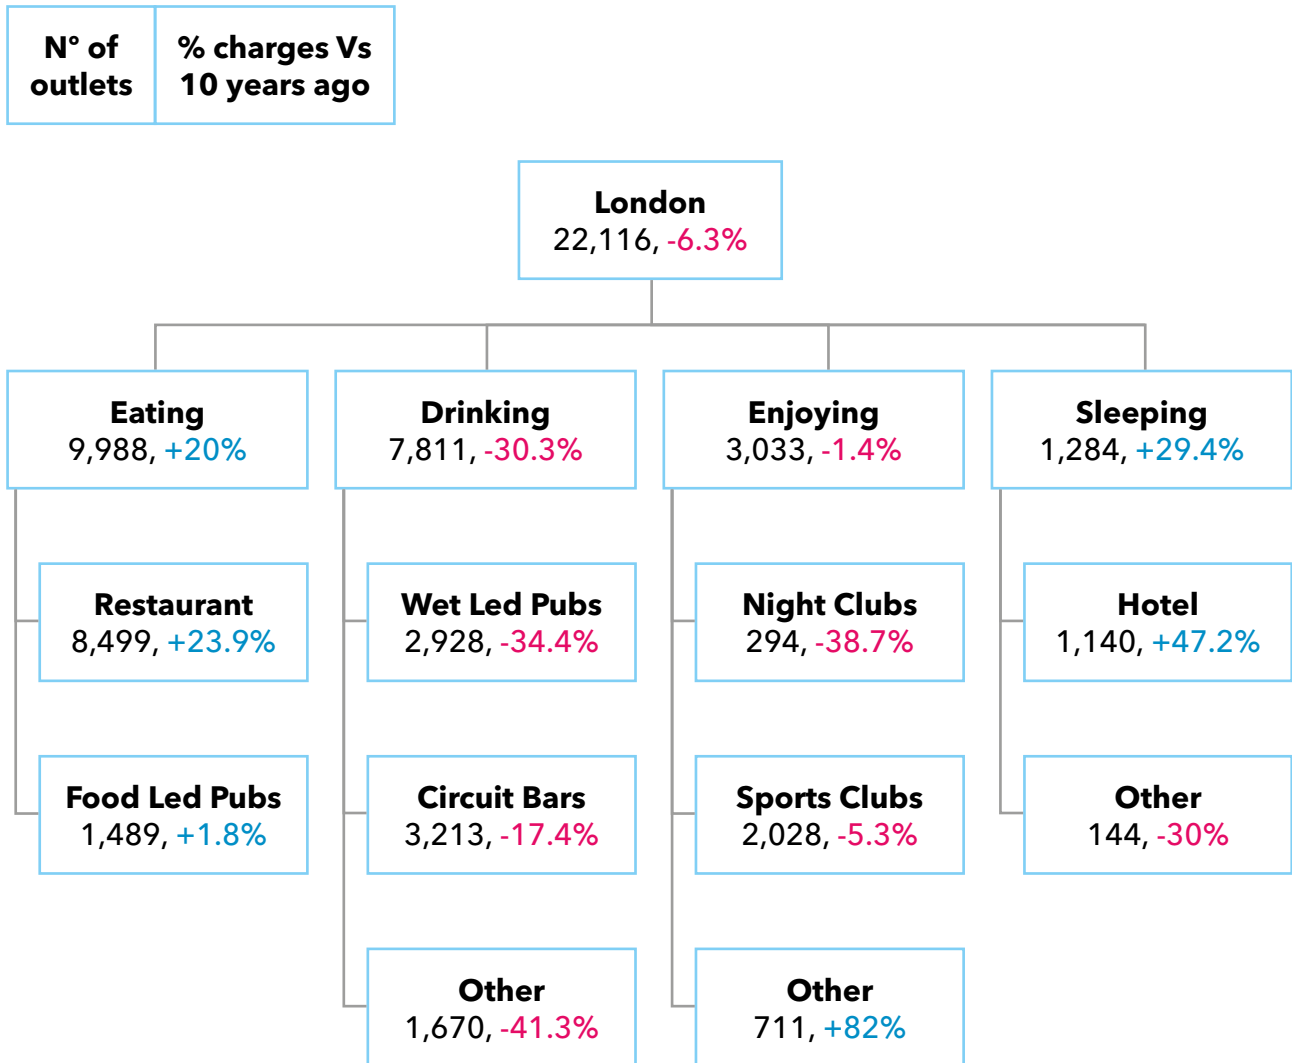 N° of
outlets
% charges Vs
10 years ago
London
22,116, -6.3%
Eating
9,988, +20%
Drinking
7,811, -30.3%
Enjoying
3,033, -1.4%
Sleeping
1,284, +29.4%
Restaurant
8,499, +23.9%
Wet Led Pubs
2,928, -34.4%
Night Clubs
294, -38.7%
Hotel
1,140, +47.2%
Food Led Pubs
1,489, +1.8%
Circuit Bars
3,213, -17.4%
Sports Clubs
2,028, -5.3%
Other
144, -30%
Other
1,670, -41.3%
Other
711, +82%